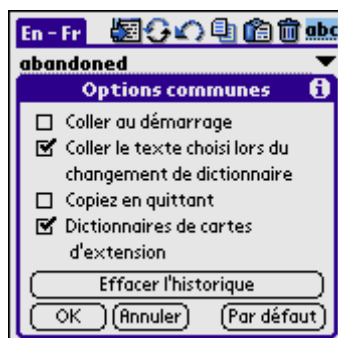 En - Fr abc
abandoned
Options communes i
Coller au démarrage
Coller le texte choisi lors du
changement de dictionnaire
Copiez en quittant
Dictionnaires de cartes
d'extension
Effacer l'historique
OK Annuler Par défaut